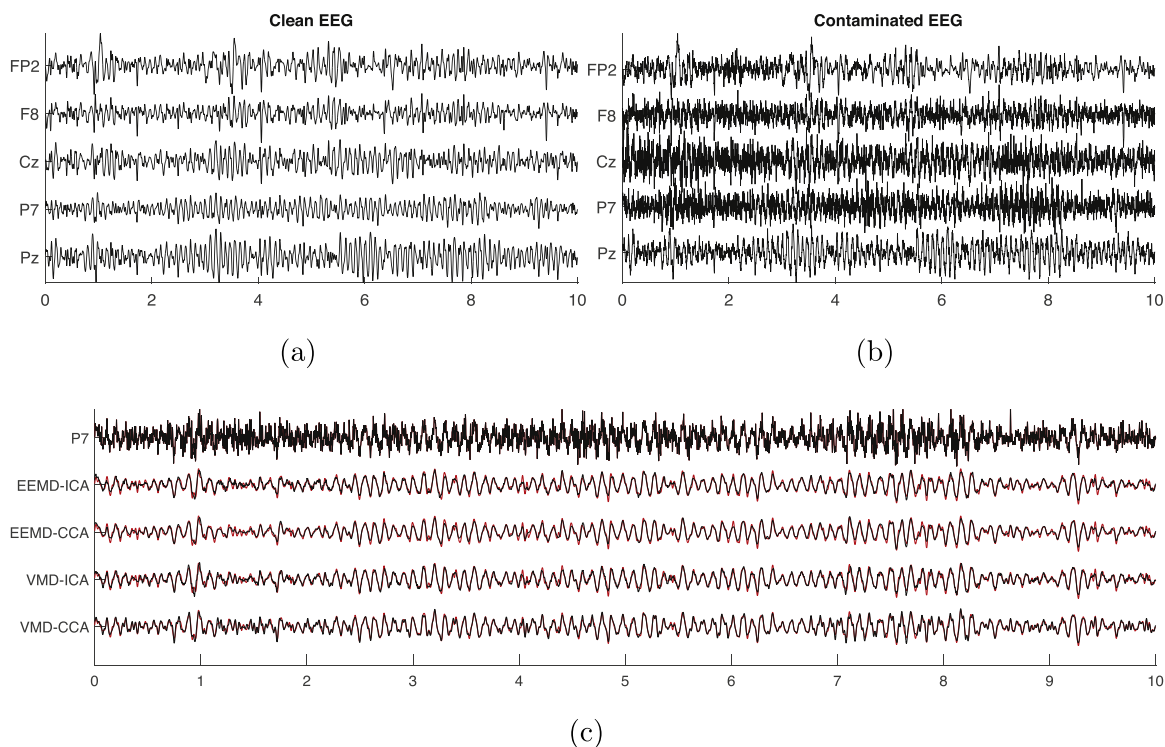 Clean EEG
FP2
F8
Cz
P7
Pz
0 2 4 6 8 10
(a)
Contaminated EEG
FP2
F8
Cz
P7
Pz
0 2 4 6 8 10
(b)
P7
EEMD-ICA
EEMD-CCA
VMD-ICA
VMD-CCA
0 1 2 3 4 5 6 7 8 9 10
(c)